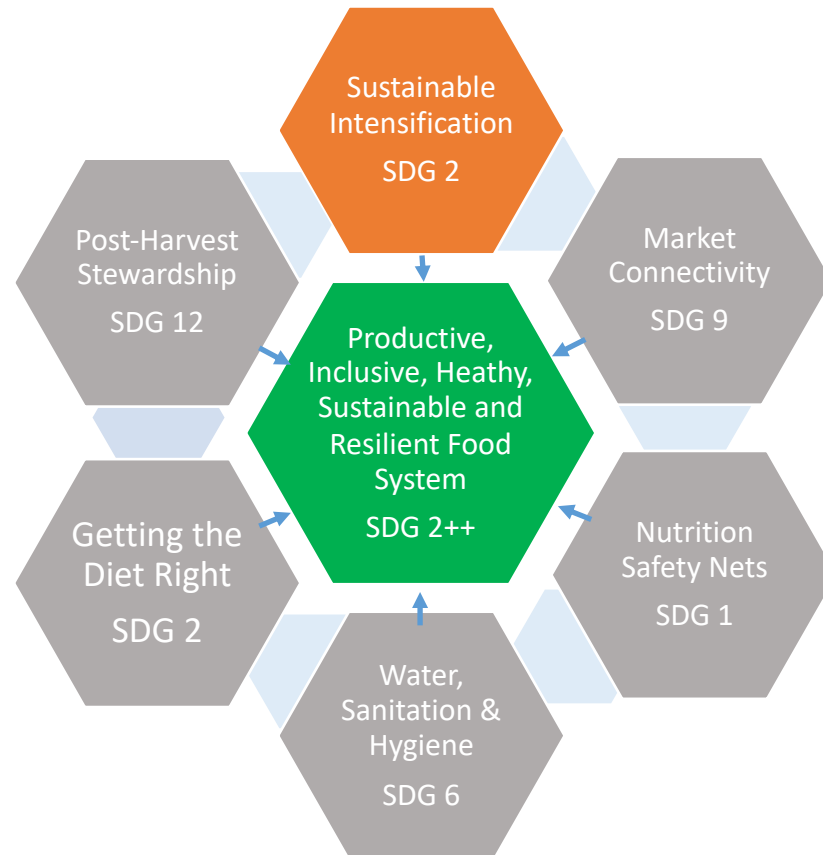 Sustainable
Intensification
SDG 2
Post-Harvest
Stewardship
SDG 12
Market
Connectivity
SDG 9
Productive,
Inclusive, Heathy,
Sustainable and
Resilient Food
System
SDG 2++
Getting the
Diet Right
SDG 2
Nutrition
Safety Nets
SDG 1
Water,
Sanitation &
Hygiene
SDG 6